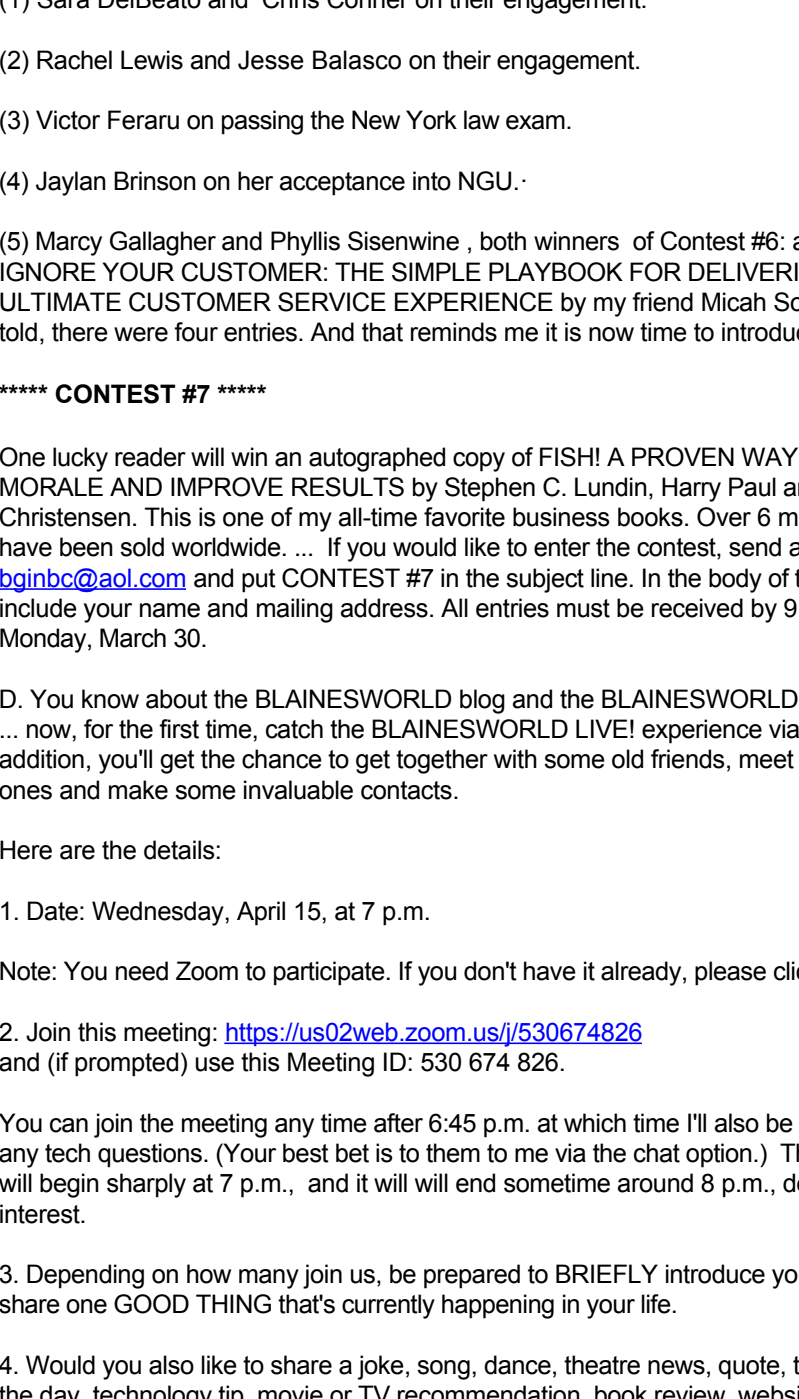 (1) Sara DelBeato and Chris Conner on their engagement.
(2) Rachel Lewis and Jesse Balasco on their engagement.
(3) Victor Feraru on passing the New York law exam.
(4) Jaylan Brinson on her acceptance into NGU.·
(5) Marcy Gallagher and Phyllis Sisenwine , both winners of Contest #6: a
IGNORE YOUR CUSTOMER: THE SIMPLE PLAYBOOK FOR DELIVERI
ULTIMATE CUSTOMER SERVICE EXPERIENCE by my friend Micah So
told, there were four entries. And that reminds me it is now time to introdu
***** CONTEST #7 *****
One lucky reader will win an autographed copy of FISH! A PROVEN WAY
MORALE AND IMPROVE RESULTS by Stephen C. Lundin, Harry Paul a
Christensen. This is one of my all-time favorite business books. Over 6 m
have been sold worldwide. ... If you would like to enter the contest, send a
bginbc@aol.com and put CONTEST #7 in the subject line. In the body of t
include your name and mailing address. All entries must be received by 9
Monday, March 30.
D. You know about the BLAINESWORLD blog and the BLAINESWORLD
... now, for the first time, catch the BLAINESWORLD LIVE! experience via
addition, you'll get the chance to get together with some old friends, meet
ones and make some invaluable contacts.
Here are the details:
1. Date: Wednesday, April 15, at 7 p.m.
Note: You need Zoom to participate. If you don't have it already, please cli
2. Join this meeting: https://us02web.zoom.us/j/530674826
and (if prompted) use this Meeting ID: 530 674 826.
You can join the meeting any time after 6:45 p.m. at which time I'll also be
any tech questions. (Your best bet is to them to me via the chat option.) Th
will begin sharply at 7 p.m., and it will will end sometime around 8 p.m., d
interest.
3. Depending on how many join us, be prepared to BRIEFLY introduce yo
share one GOOD THING that's currently happening in your life.
4. Would you also like to share a joke, song, dance, theatre news, quote, t
the day, technology tip, movie or TV recommendation, book review, websi